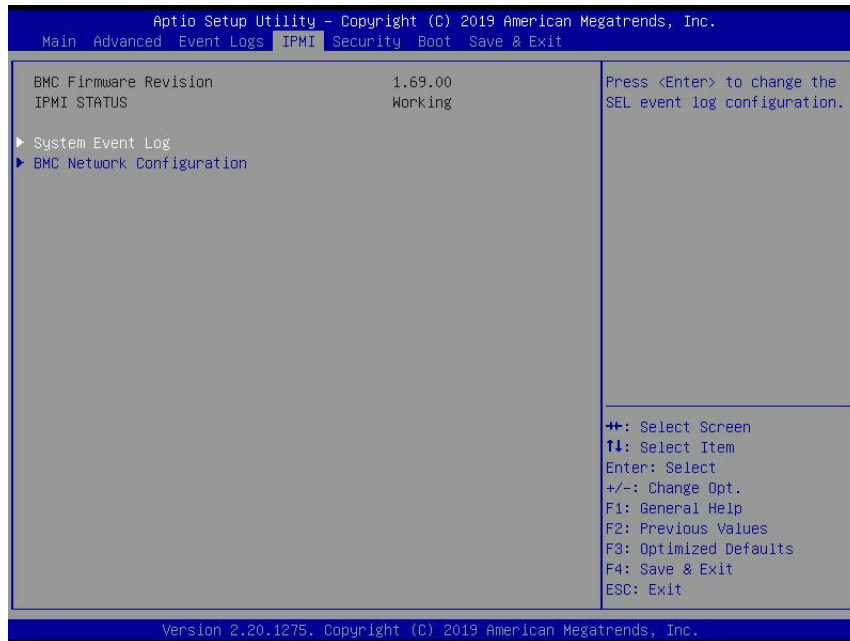 Aptio Setup Utility – Copyright (C) 2019 American Megatrends, Inc.
Main Advanced Event Logs IPMI Security Boot Save & Exit
BMC Firmware Revision 1.69.00
IPMI STATUS Working
▶ System Event Log
▶ BMC Network Configuration
Press <Enter> to change the
SEL event log configuration.
→←: Select Screen
↑↓: Select Item
Enter: Select
+/-: Change Opt.
F1: General Help
F2: Previous Values
F3: Optimized Defaults
F4: Save & Exit
ESC: Exit
Version 2.20.1275. Copyright (C) 2019 American Megatrends, Inc.